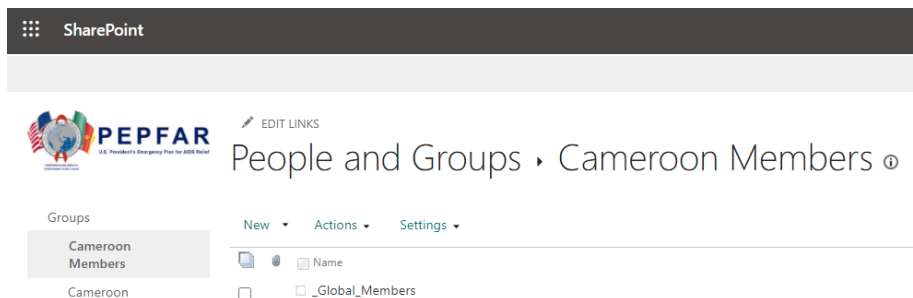 SharePoint
EDIT LINKS
PEPFAR
U.S. President's Emergency Plan for AIDS Relief
People and Groups ▸ Cameroon Members
Groups
New Actions Settings
Cameroon
Members
Name
Cameroon
_Global_Members